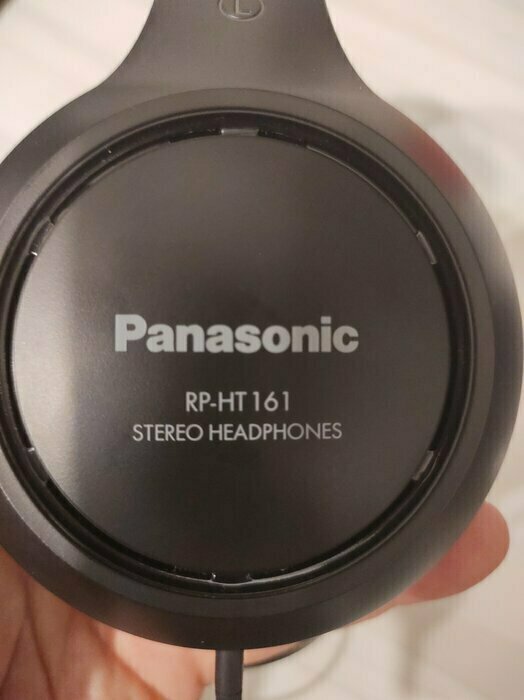 L
Panasonic
RP-HT161
STEREO HEADPHONES